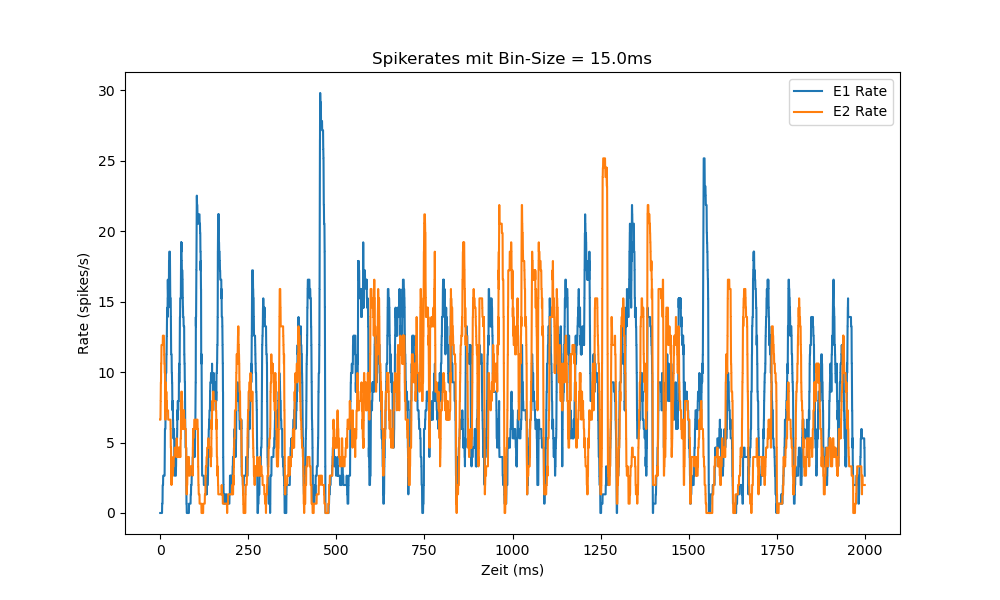 Spikerates mit Bin-Size = 15.0ms
E1 Rate
E2 Rate
30
25
20
15
10
5
0
Rate (spikes/s)
0 250 500 750 1000 1250 1500 1750 2000
Zeit (ms)